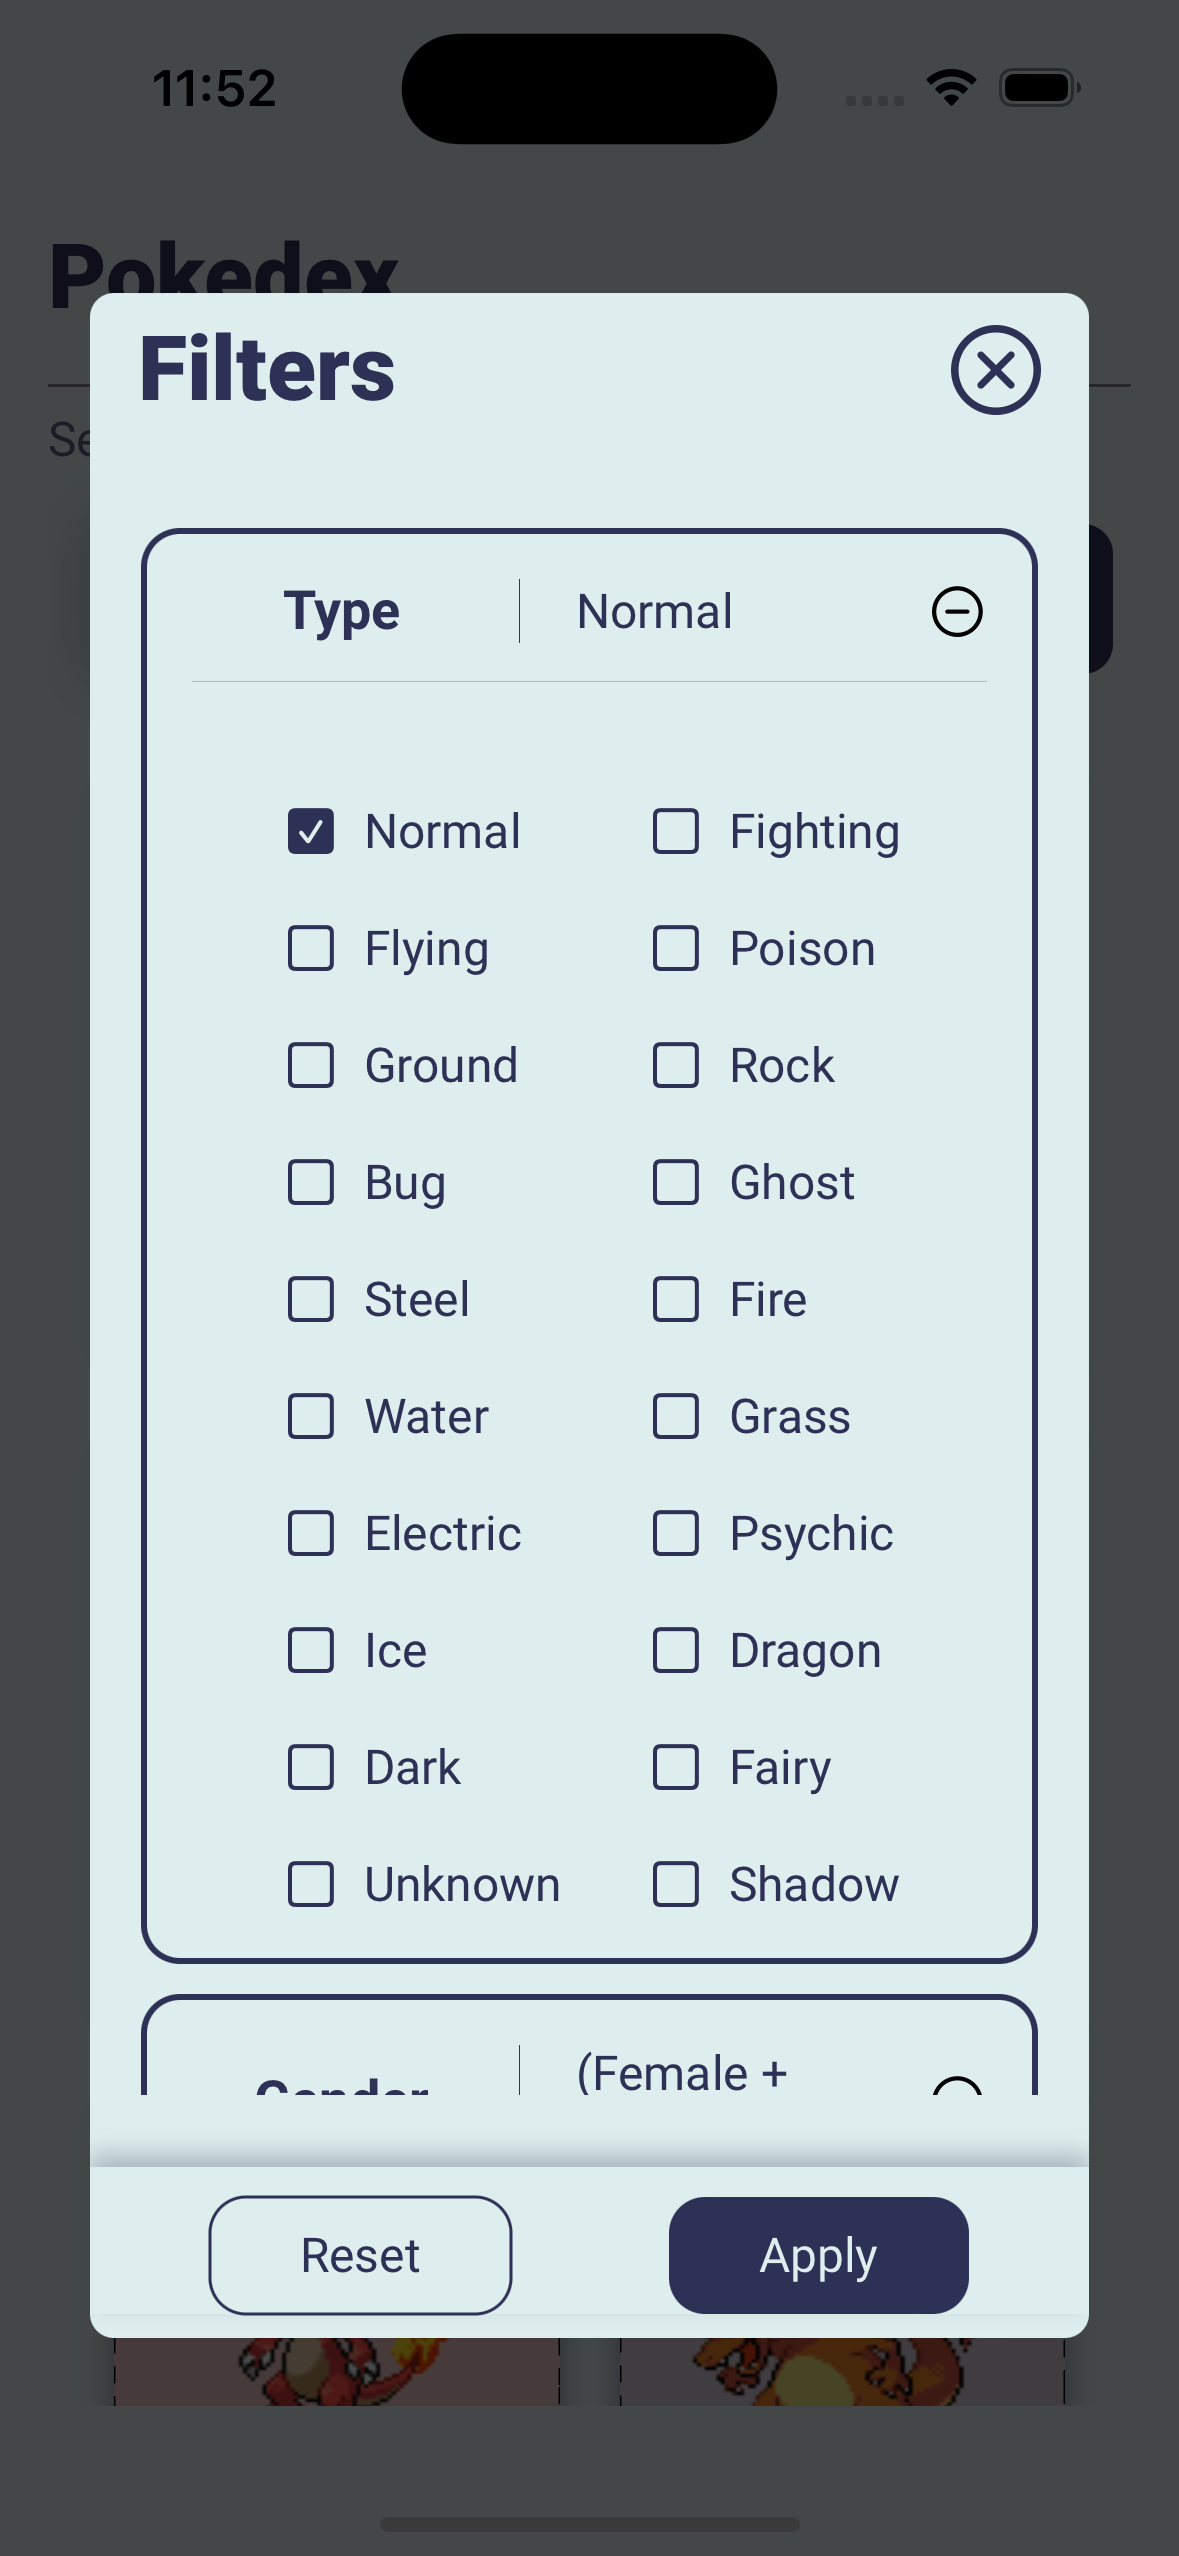 11:52
Pokedex
Filters
Se
Type
Normal
Normal
Fighting
Flying
Poison
Ground
Rock
Bug
Ghost
Steel
Fire
Water
Grass
Electric
Psychic
Ice
Dragon
Dark
Fairy
Unknown
Shadow
Gender
(Female +
Reset
Apply